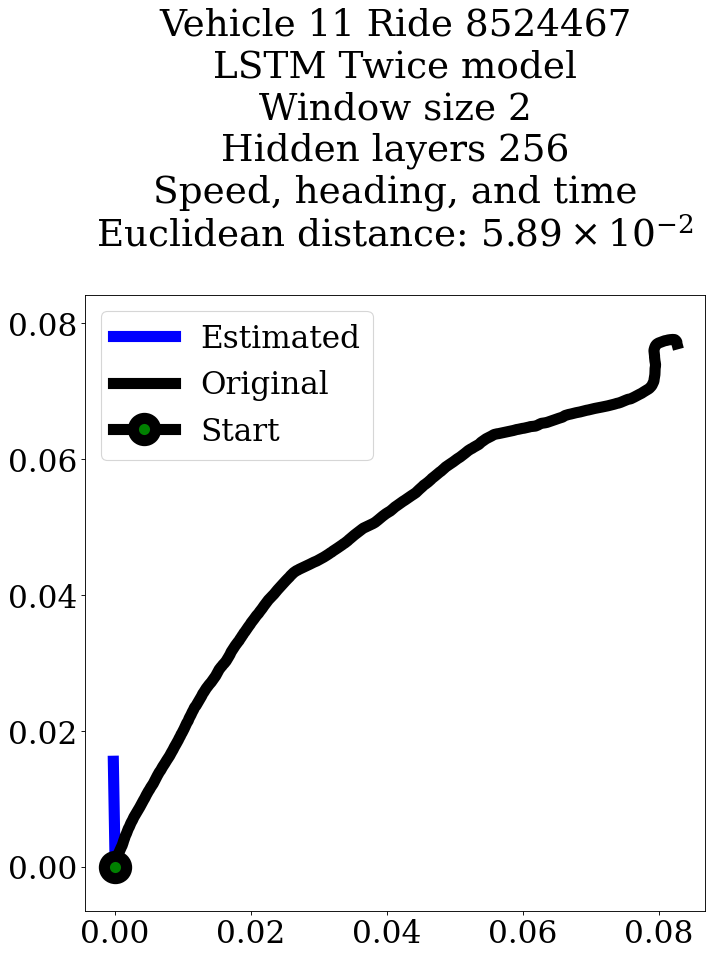 Vehicle 11 Ride 8524467
LSTM Twice model
Window size 2
Hidden layers 256
Speed, heading, and time
Euclidean distance: 5.89 × 10⁻²
Estimated
Original
Start
0.08
0.06
0.04
0.02
0.00
0.00 0.02 0.04 0.06 0.08